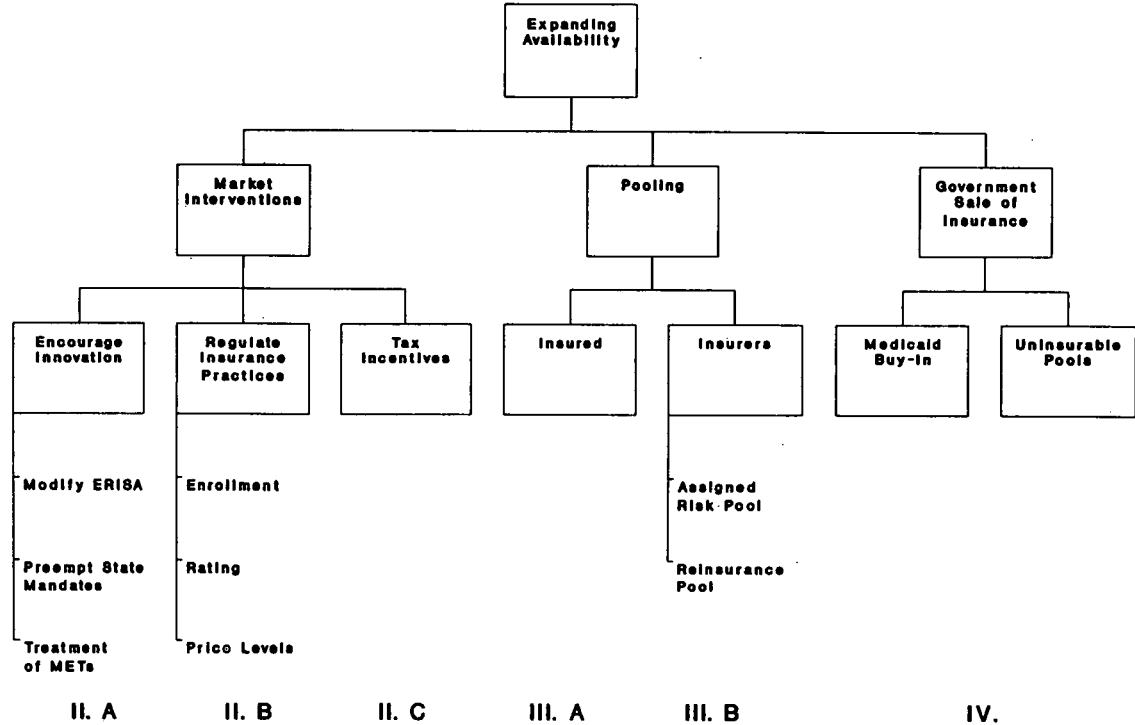 Expanding
Availability
Market
Interventions
Pooling
Government
Sale of
Insurance
Encourage
Innovation
Regulate
Insurance
Practices
Tax
Incentives
Insured
Insurers
Medicaid
Buy-In
Uninsurable
Pools
Modify ERISA
Preempt State
Mandates
Treatment
of METs
Enrollment
Rating
Price Levels
Assigned
Risk Pool
Reinsurance
Pool
II. A
II. B
II. C
III. A
III. B
IV.